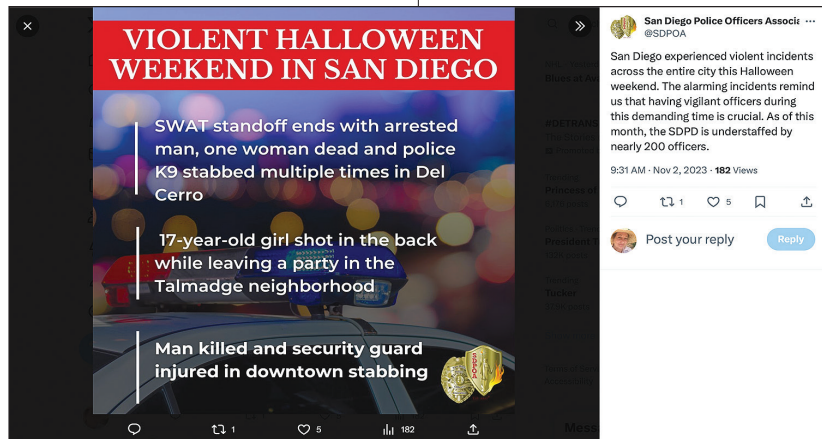 VIOLENT HALLOWEEN
WEEKEND IN SAN DIEGO
SWAT standoff ends with arrested
man, one woman dead and police
K9 stabbed multiple times in Del
Cerro
17-year-old girl shot in the back
while leaving a party in the
Talmadge neighborhood
Man killed and security guard
injured in downtown stabbing
1
5
182
San Diego Police Officers Associa
@SDPOA
San Diego experienced violent incidents
across the entire city this Halloween
weekend. The alarming incidents remind
us that having vigilant officers during
this demanding time is crucial. As of this
month, the SDPD is understaffed by
nearly 200 officers.
9:31 AM · Nov 2, 2023 · 182 Views
1
5
Post your reply
Reply